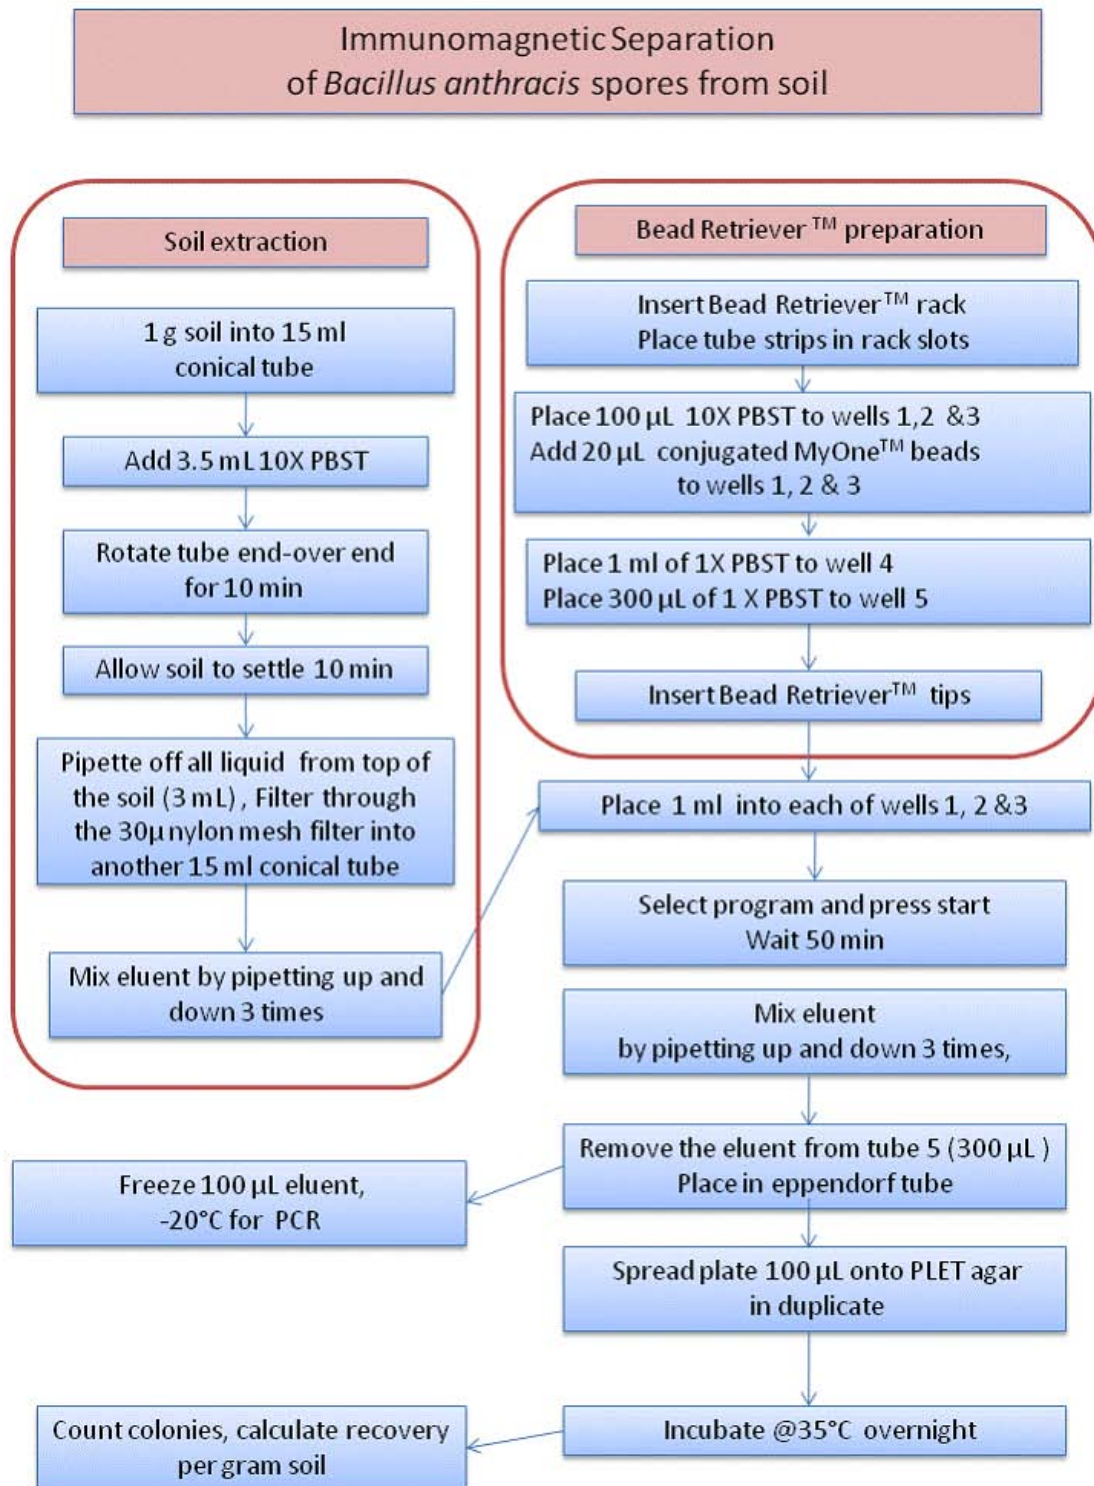 Immunomagnetic Separation
of Bacillus anthracis spores from soil
Soil extraction
1 g soil into 15 ml
conical tube
Add 3.5 mL 10X PBST
Rotate tube end-over end
for 10 min
Allow soil to settle 10 min
Pipette off all liquid from top of
the soil (3 mL) , Filter through
the 30µ nylon mesh filter into
another 15 ml conical tube
Mix eluent by pipetting up and
down 3 times
Bead Retriever™ preparation
Insert Bead Retriever™ rack
Place tube strips in rack slots
Place 100 µL 10X PBST to wells 1,2 &3
Add 20 µL conjugated MyOne™ beads
to wells 1, 2 & 3
Place 1 ml of 1X PBST to well 4
Place 300 µL of 1 X PBST to well 5
Insert Bead Retriever™ tips
Place 1 ml into each of wells 1, 2 &3
Select program and press start
Wait 50 min
Mix eluent
by pipetting up and down 3 times,
Remove the eluent from tube 5 (300 µL )
Place in eppendorf tube
Freeze 100 µL eluent,
-20°C for PCR
Spread plate 100 µL onto PLET agar
in duplicate
Incubate @35°C overnight
Count colonies, calculate recovery
per gram soil